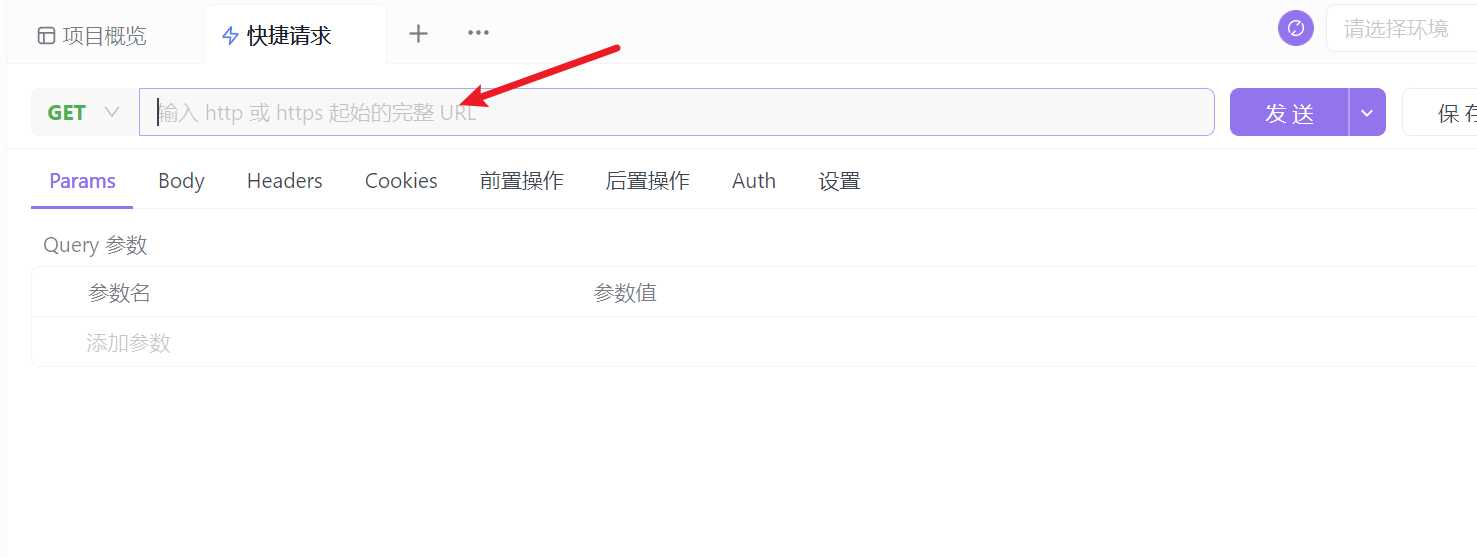 项目概览
快捷请求
请选择环境
GET
输入 http 或 https 起始的完整 URL
发 送
保 存
Params
Body
Headers
Cookies
前置操作
后置操作
Auth
设置
Query 参数
参数名
参数值
添加参数